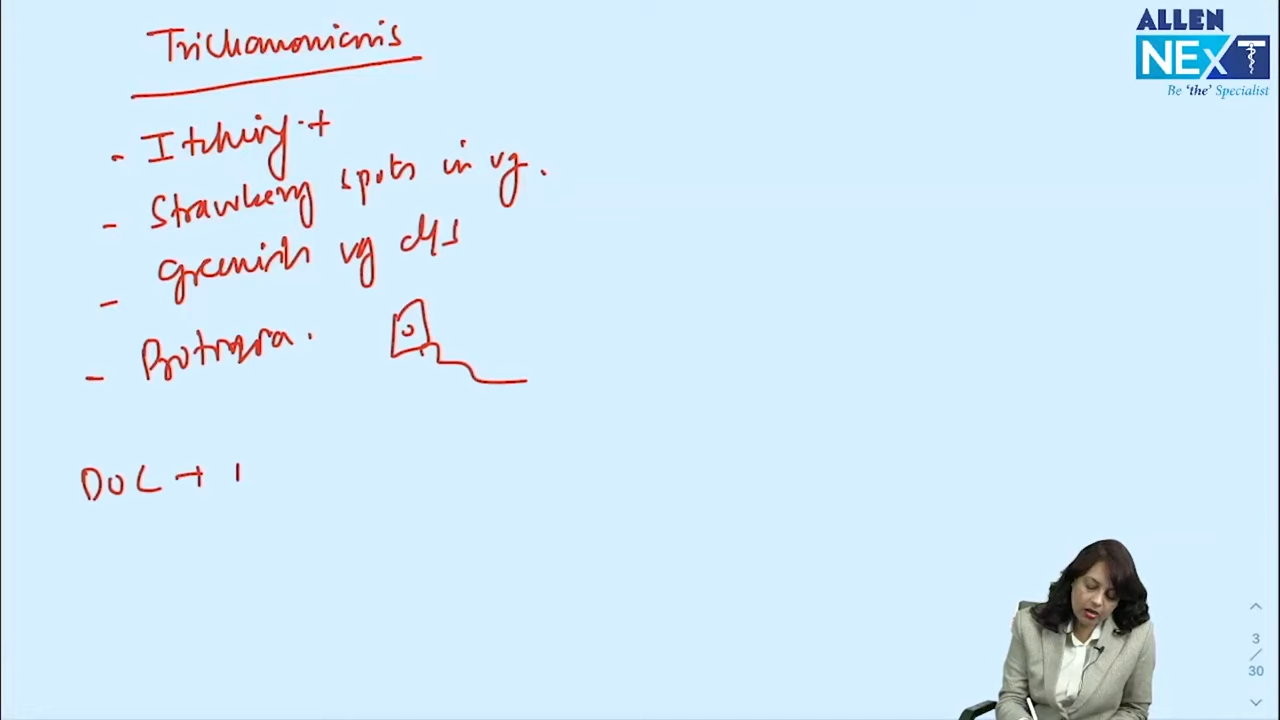 Trichomoniasis
- Itching +
- Strawberry spots in vg.
- Greenish vg d/s
- Protozoa.
DOC →
ALLEN
NEXT
Be 'the' Specialist
3
/
30